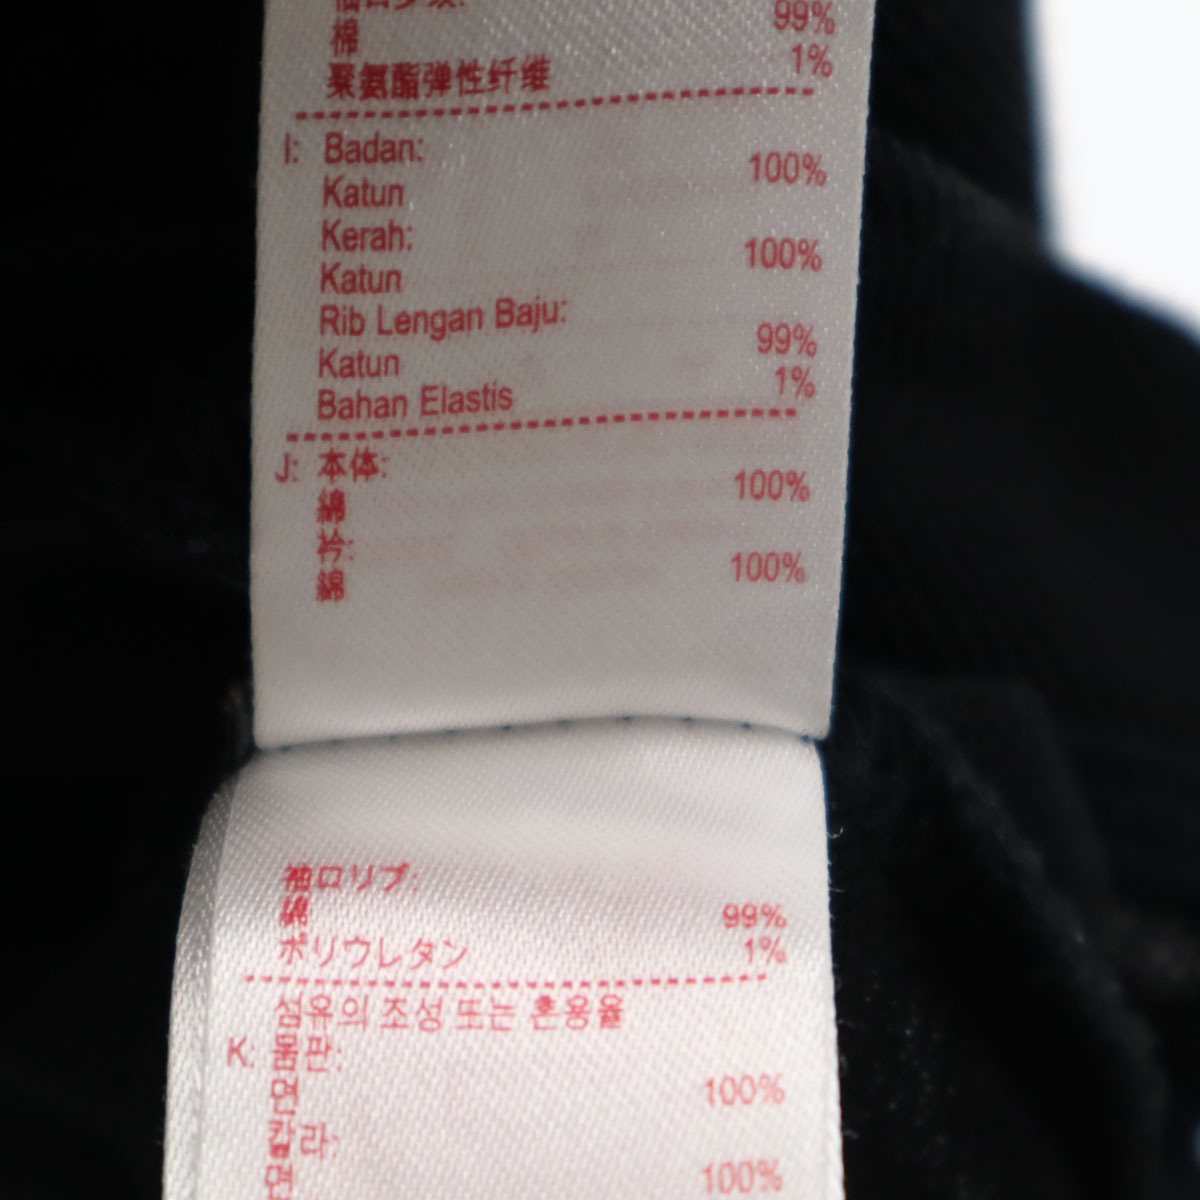 棉 99%
聚氨酯弹性纤维 1%
I: Badan:
Katun 100%
Kerah:
Katun 100%
Rib Lengan Baju:
Katun 99%
Bahan Elastis 1%
J: 本体:
綿 100%
衿:
綿 100%
袖口リブ:
綿 99%
ポリウレタン 1%
섬유의 조성 또는 혼용율
K: 몸판:
면 100%
칼라:
면 100%